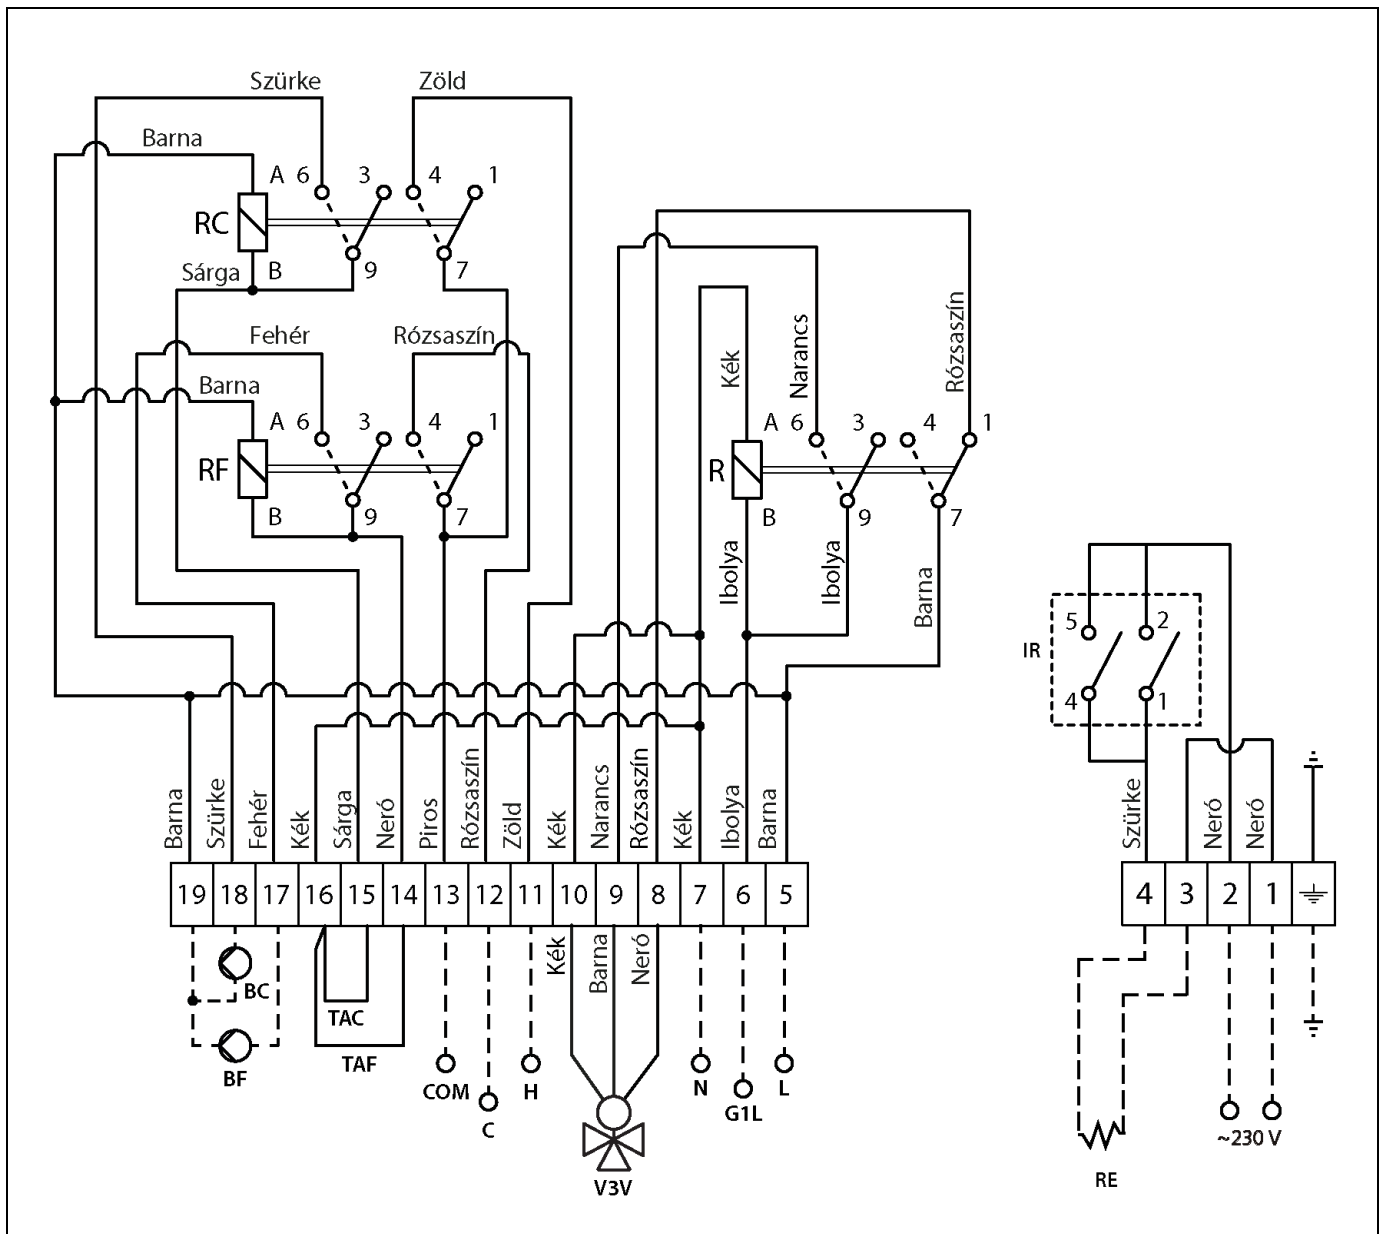 Szürke Zöld
Barna
A 6 3 4 1
RC
Sárga B 9 7
Fehér Rózsaszín
Barna
A 6 3 4 1
RF
B 9 7
Kék Narancs Rózsaszín
A 6 3 4 1
R
B 9 7
Ibolya Ibolya Barna
IR 5 2
4 1
Barna Szürke Fehér Kék Sárga Neró Piros Rózsaszín Zöld Kék Narancs Rózsaszín Kék Ibolya Barna
Szürke Neró Neró
19 18 17 16 15 14 13 12 11 10 9 8 7 6 5
4 3 2 1
Kék Barna Neró
BC
TAC
TAF
BF
COM
C
H
N
G1L
L
V3V
~230 V
RE